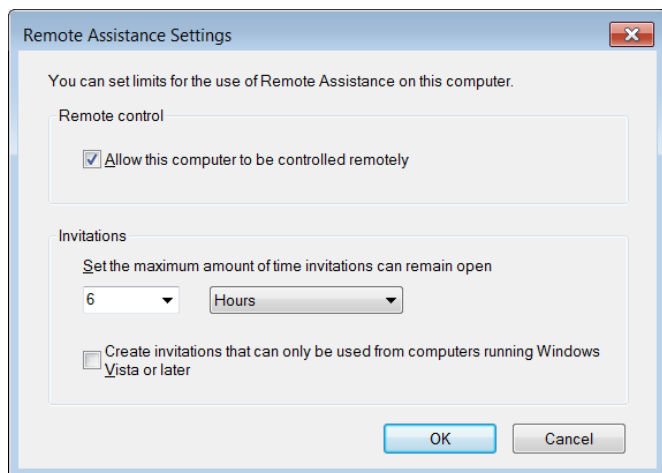 Remote Assistance Settings
You can set limits for the use of Remote Assistance on this computer.
Remote control
Allow this computer to be controlled remotely
Invitations
Set the maximum amount of time invitations can remain open
6 Hours
Create invitations that can only be used from computers running Windows
Vista or later
OK Cancel